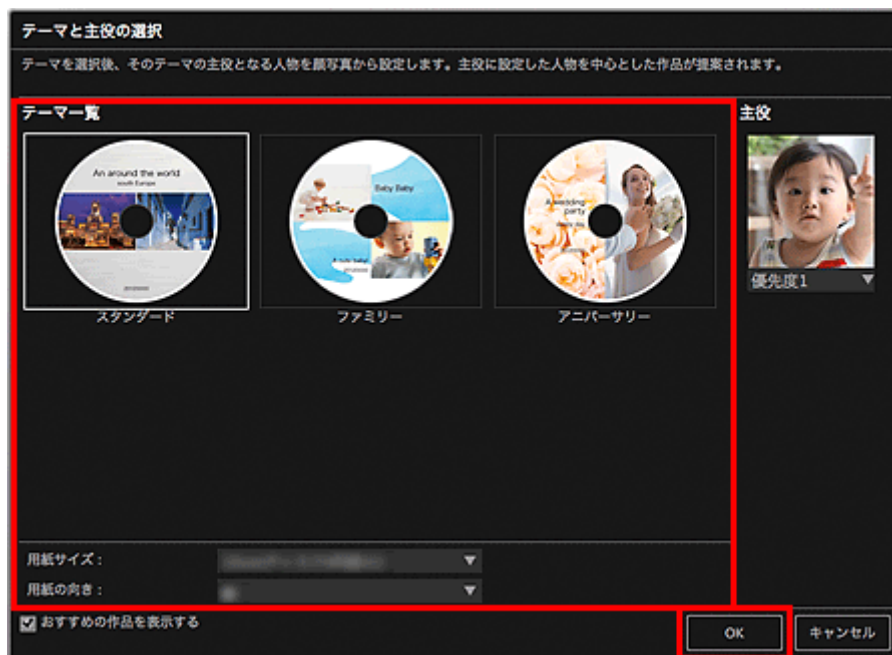 テーマと主役の選択
テーマを選択後、そのテーマの主役となる人物を顔写真から設定します。主役に設定した人物を中心とした作品が提案されます。
テーマ一覧
主役
An around the world
south Europe
Baby Baby
A wedding
party
スタンダード
ファミリー
アニバーサリー
優先度1
用紙サイズ：
用紙の向き：
おすすめの作品を表示する
OK
キャンセル